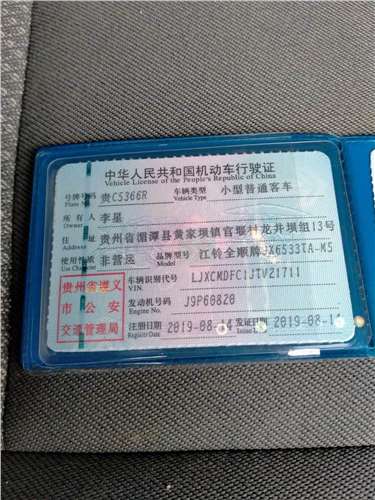 中华人民共和国机动车行驶证
Vehicle License of the People's Republic of China
号牌号码 贵C5366R 车辆类型 小型普通客车
Plate No. Vehicle Type
所有人 李星
Owner
住址 贵州省湄潭县黄家坝镇官堰村龙井坝组13号
Address
使用性质 非营运 品牌型号 江铃全顺牌JX6533TA-M5
Use Character Model
车辆识别代号 LJXCMDFC1JTV21711
VIN
贵州省遵义
市公安
交通管理局
发动机号码 J9P60820
Engine No.
注册日期 2019-08-14 发证日期 2019-08-14
Register Date Issue Date